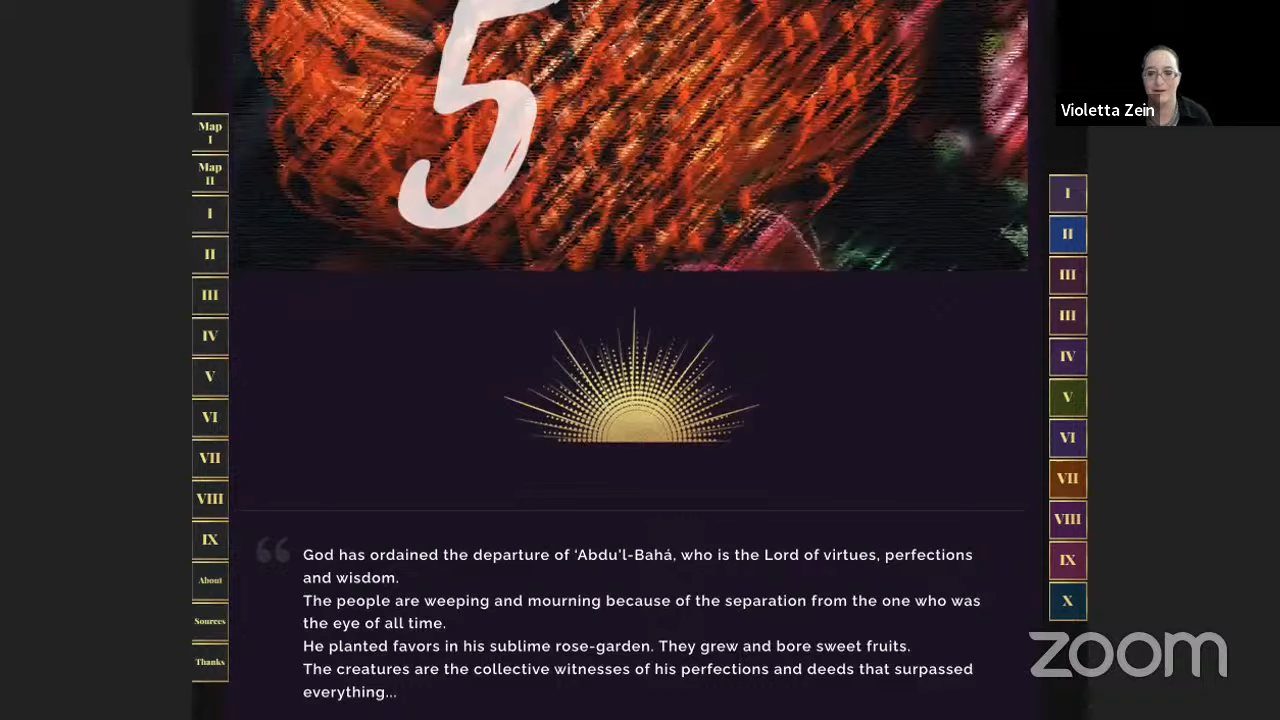 5
Violetta Zein
Map
I
Map
II
I
II
III
IV
V
VI
VII
VIII
IX
About
Sources
Thanks
I
II
III
III
IV
V
VI
VII
VIII
IX
X
“
God has ordained the departure of ‘Abdu'l-Bahá, who is the Lord of virtues, perfections
and wisdom.
The people are weeping and mourning because of the separation from the one who was
the eye of all time.
He planted favors in his sublime rose-garden. They grew and bore sweet fruits.
The creatures are the collective witnesses of his perfections and deeds that surpassed
everything...
zoom